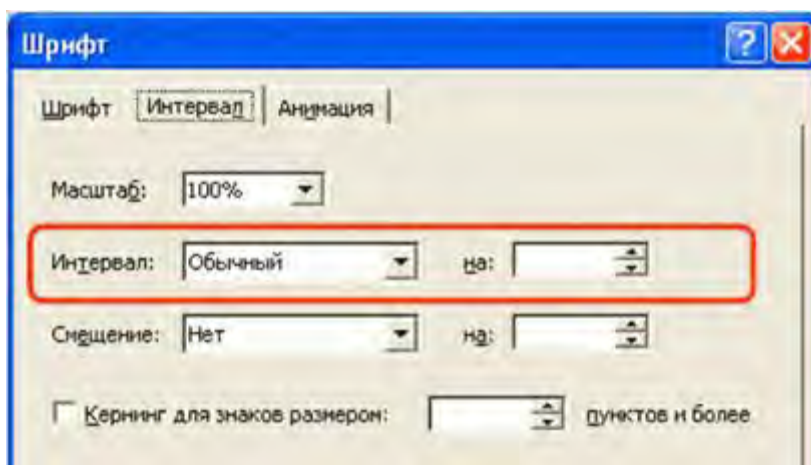 Шрифт
Шрифт Интервал Анимация
Масштаб: 100%
Интервал: Обычный на:
Смещение: Нет на:
Кернинг для знаков размером: пунктов и более